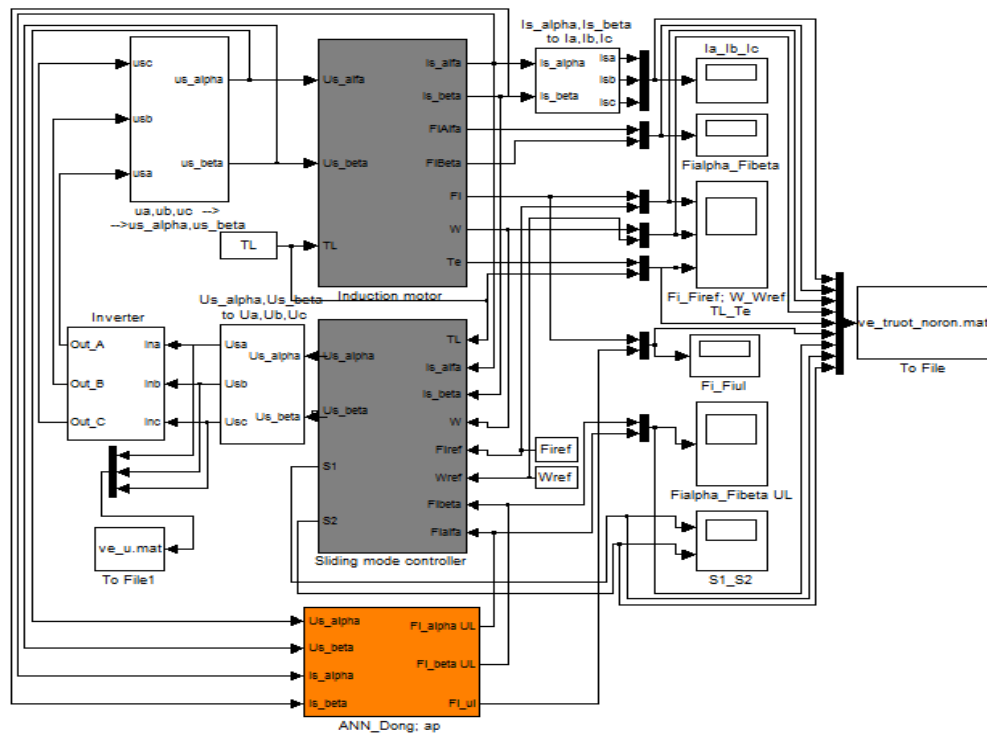 usc
usb
usa
us_alpha
us_beta
ua,ub,uc -->
-->us_alpha,us_beta
TL
Us_alfa
Us_beta
TL
Is_alfa
Is_beta
FIAlfa
FIBeta
FI
W
Te
Induction motor
Is_alpha,Is_beta
to Ia,Ib,Ic
Is_alpha
Is_beta
Isa
Isb
Isc
Ia_Ib_Ic
Fialpha_Fibeta
Fi_Firef; W_Wref
TL_Te
ve_truot_noron.mat
To File
Fi_Fiul
Fialpha_Fibeta UL
S1_S2
Inverter
Out_A
Out_B
Out_C
Ina
Inb
Inc
Us_alpha,Us_beta
to Ua,Ub,Uc
Usa
Usb
Usc
Us_alpha
Us_beta
Us_alpha
Us_beta
S1
S2
TL
Is_alfa
Is_beta
W
Firef
Wref
FIbeta
FIalfa
Sliding mode controller
Firef
Wref
ve_u.mat
To File1
Us_alpha
Us_beta
Is_alpha
Is_beta
FI_alpha UL
FI_beta UL
FI_ul
ANN_Dong; ap